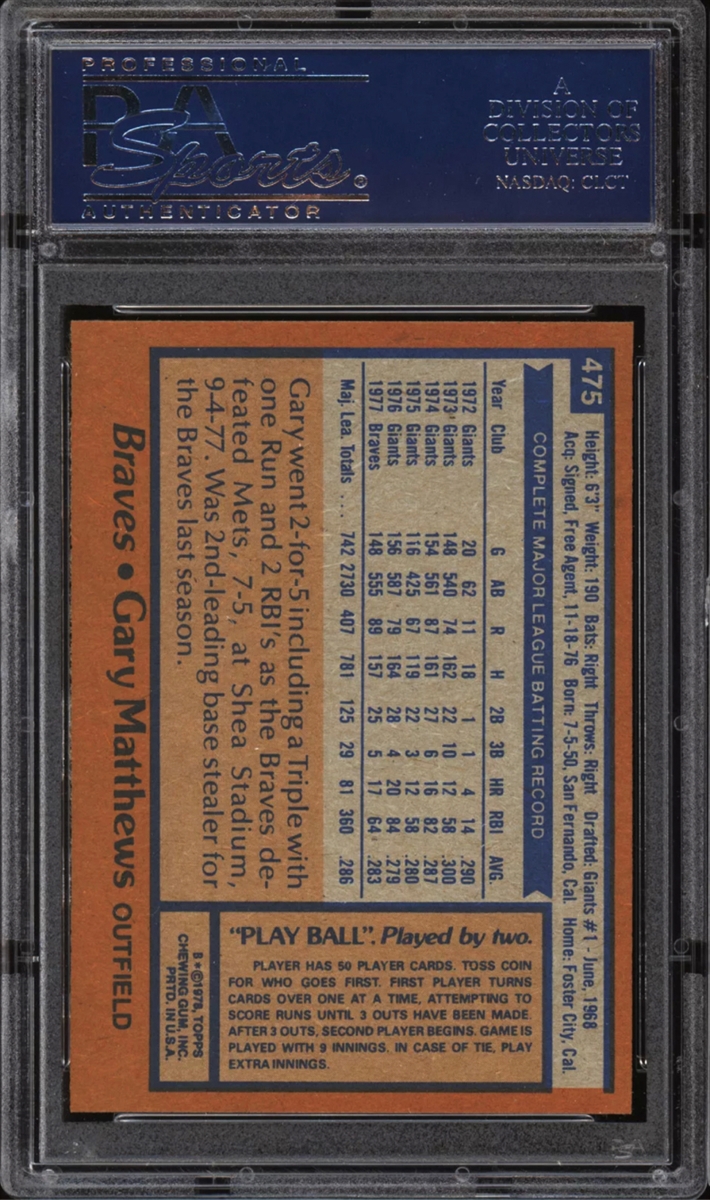 PROFESSIONAL
PSA
Sports®
AUTHENTICATOR
A
DIVISION OF
COLLECTORS
UNIVERSE
NASDAQ: CLCT
475
Height: 6'3" Weight: 190 Bats: Right Throws: Right Drafted: Giants #1 - June, 1968
Acq: Signed, Free Agent, 11-18-76 Born: 7-5-50, San Fernando, Cal. Home: Foster City, Cal.
COMPLETE MAJOR LEAGUE BATTING RECORD
Year Club G AB R H 2B 3B HR RBI AVG.
1972 Giants 20 62 11 18 1 1 4 14 .290
1973 Giants 148 540 74 162 22 10 12 58 .300
1974 Giants 154 561 87 161 27 6 16 82 .287
1975 Giants 116 425 67 119 22 3 12 58 .280
1976 Giants 156 587 79 164 28 4 20 84 .279
1977 Braves 148 555 89 157 25 5 17 64 .283
Maj. Lea. Totals .... 742 2730 407 781 125 29 81 360 .286
Gary went 2-for-5 including a Triple with
one Run and 2 RBI's as the Braves de-
feated Mets, 7-5, at Shea Stadium,
9-4-77. Was 2nd-leading base stealer for
the Braves last season.
"PLAY BALL". Played by two.
PLAYER HAS 50 PLAYER CARDS. TOSS COIN
FOR WHO GOES FIRST. FIRST PLAYER TURNS
CARDS OVER ONE AT A TIME, ATTEMPTING TO
SCORE RUNS UNTIL 3 OUTS HAVE BEEN MADE.
AFTER 3 OUTS, SECOND PLAYER BEGINS. GAME IS
PLAYED WITH 9 INNINGS. IN CASE OF TIE, PLAY
EXTRA INNINGS.
B * ©1978, TOPPS
CHEWING GUM, INC.
PRTD. IN U.S.A.
Braves • Gary Matthews OUTFIELD